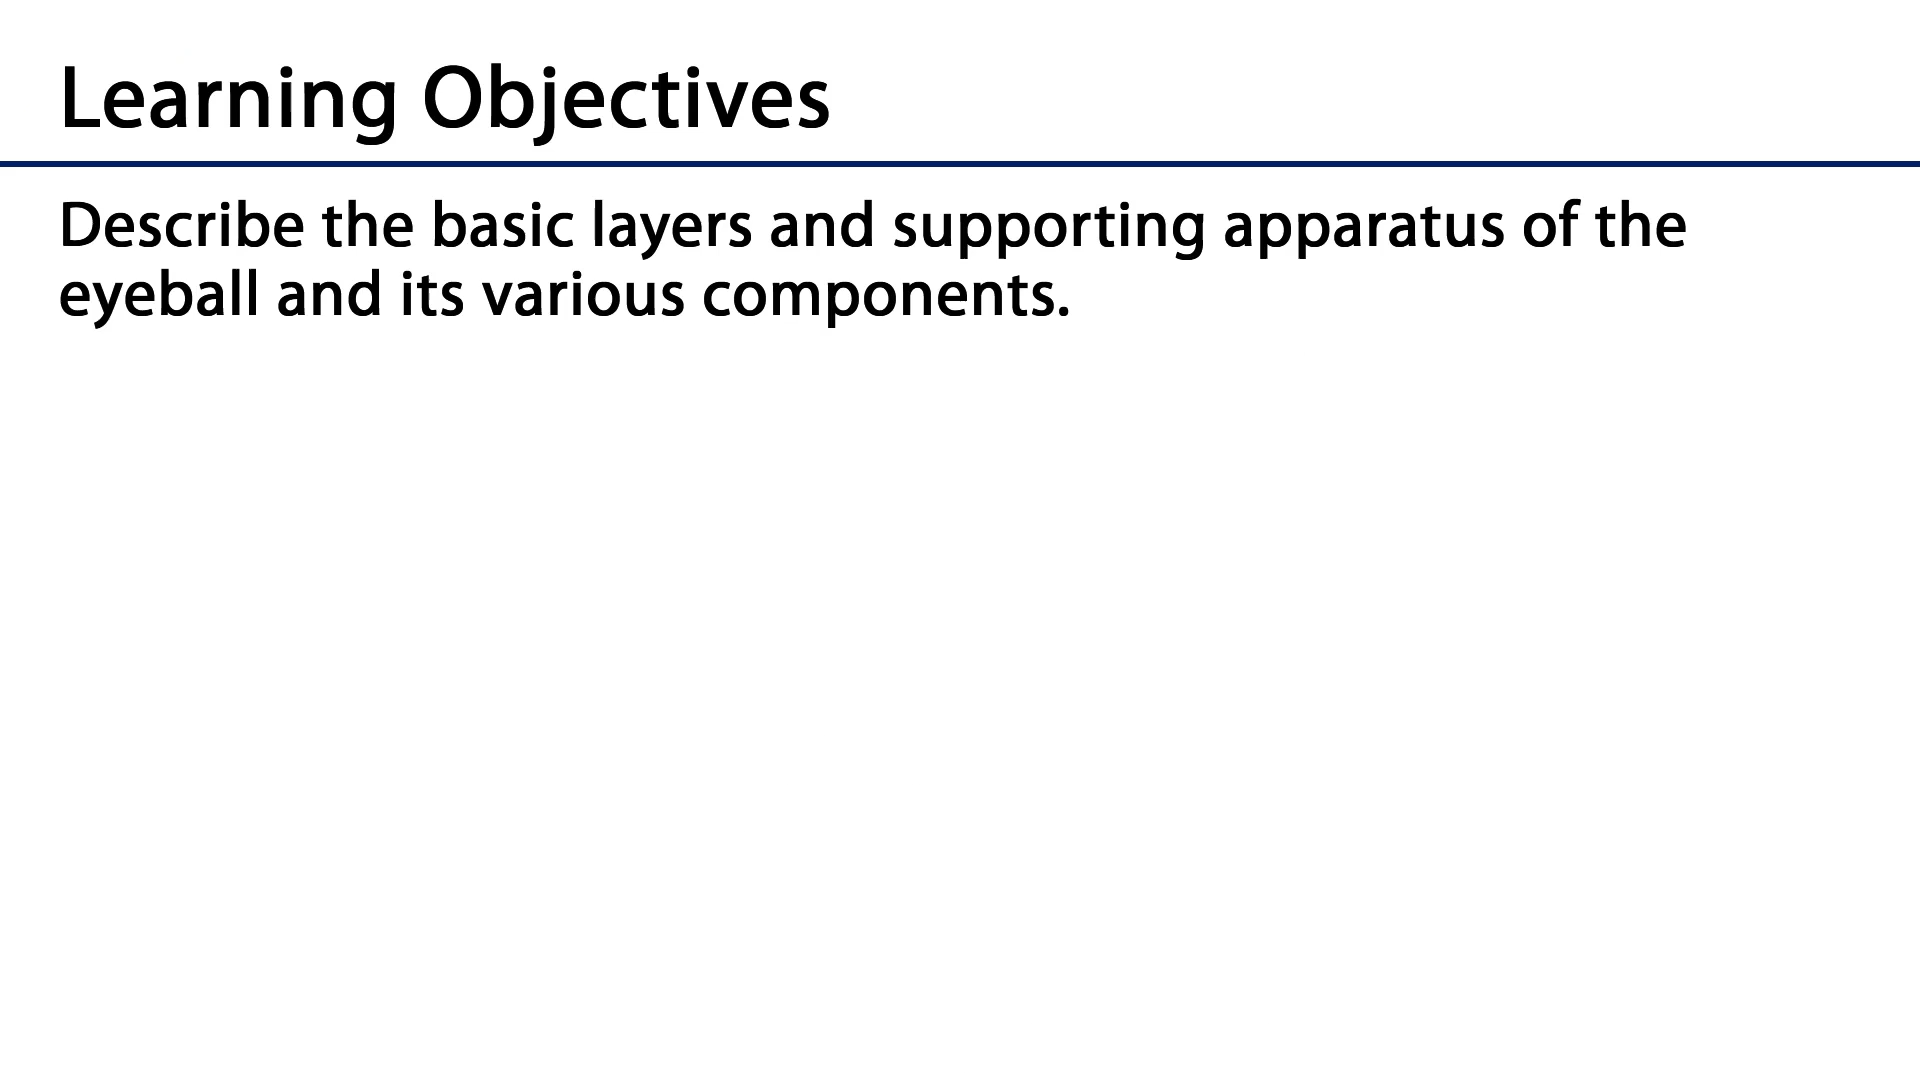 Learning Objectives
Describe the basic layers and supporting apparatus of the
eyeball and its various components.